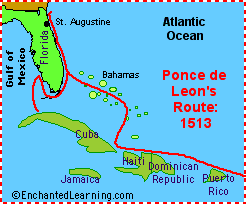 St. Augustine
Atlantic
Ocean
Florida
Gulf of
Mexico
Bahamas
Ponce de
Leon's
Route:
1513
Cuba
Haiti
Dominican
Republic
Puerto
Rico
Jamaica
©EnchantedLearning.com